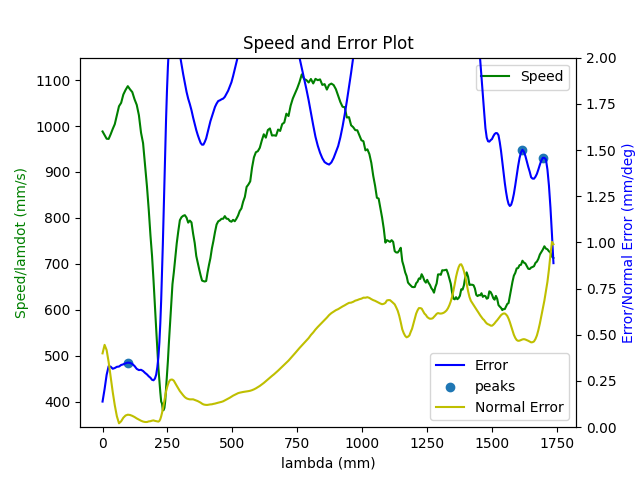 Speed and Error Plot
Speed/lamdot (mm/s)
1100
1000
900
800
700
600
500
400
2.00
1.75
1.50
1.25
1.00
0.75
0.50
0.25
0.00
Error/Normal Error (mm/deg)
Speed
Error
peaks
Normal Error
0 250 500 750 1000 1250 1500 1750
lambda (mm)